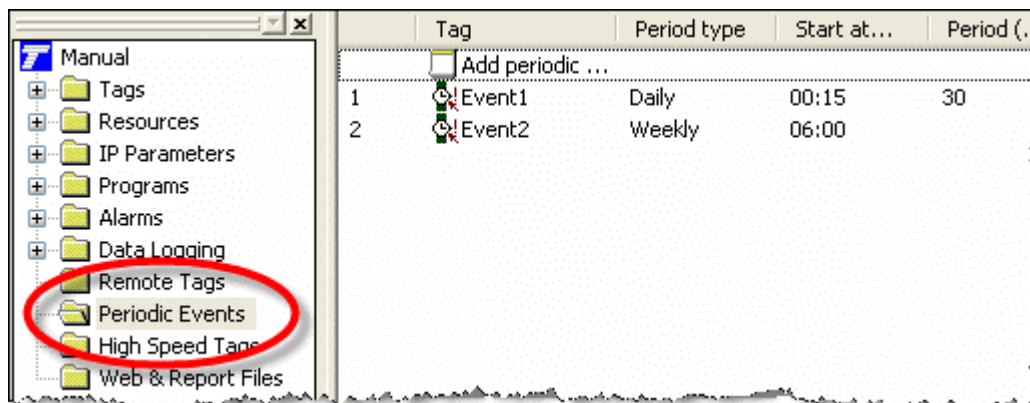 Manual
Tags
Resources
IP Parameters
Programs
Alarms
Data Logging
Remote Tags
Periodic Events
High Speed Tags
Web & Report Files
Tag Period type Start at... Period (.
Add periodic ...
1 Event1 Daily 00:15 30
2 Event2 Weekly 06:00